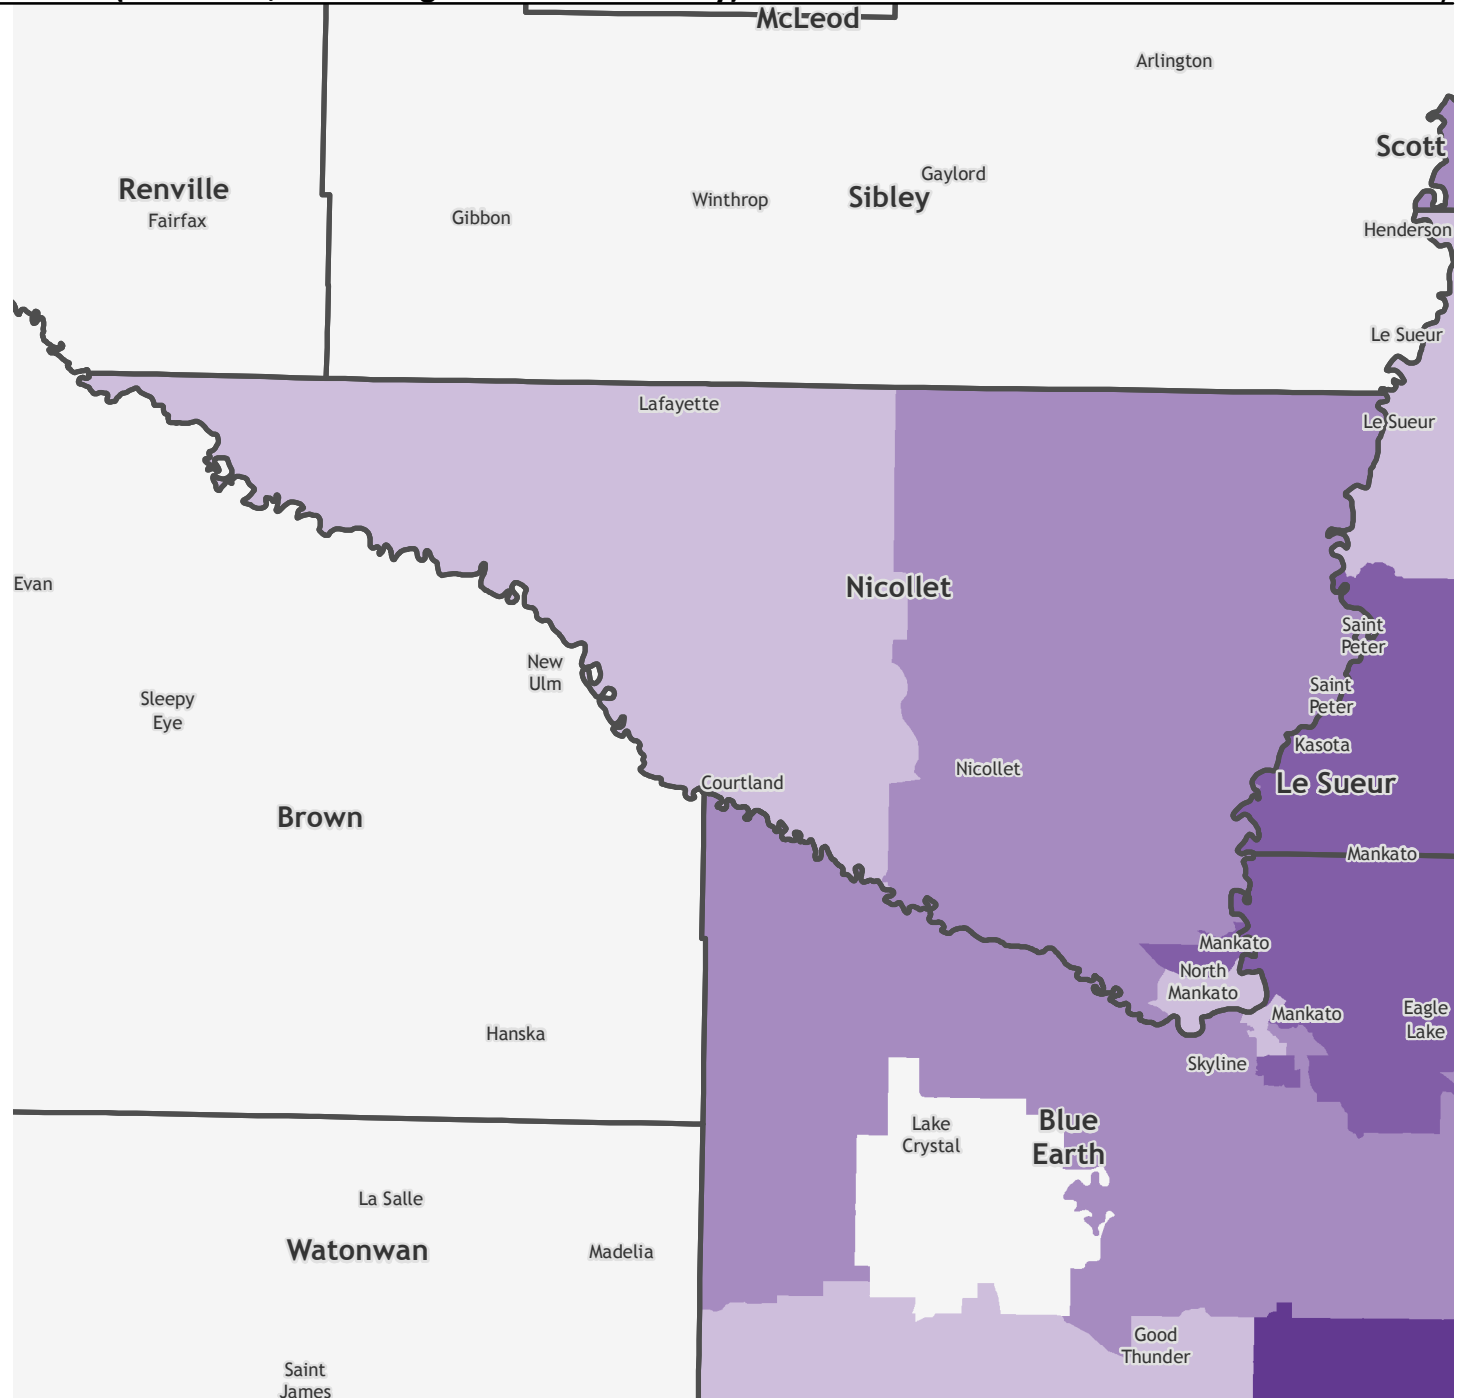 McLeod
Arlington
Scott
Renville
Fairfax
Gaylord
Winthrop
Sibley
Gibbon
Henderson
Le Sueur
Lafayette
Le Sueur
Evan
Nicollet
Saint
Peter
New
Ulm
Sleepy
Eye
Saint
Peter
Kasota
Nicollet
Courtland
Le Sueur
Brown
Mankato
Mankato
North
Mankato
Mankato
Eagle
Lake
Hanska
Skyline
Lake
Crystal
Blue
Earth
La Salle
Watonwan
Madelia
Good
Thunder
Saint
James